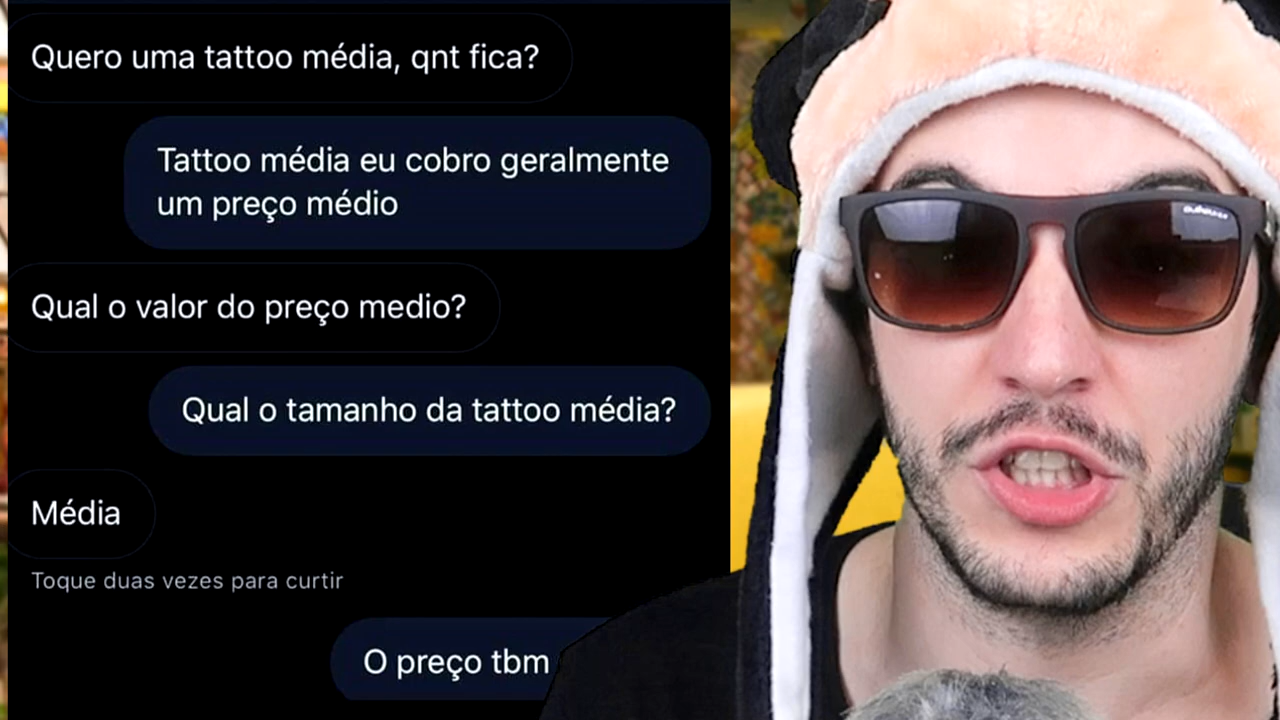 Quero uma tattoo média, qnt fica?
Tattoo média eu cobro geralmente
um preço médio
Qual o valor do preço medio?
Qual o tamanho da tattoo média?
Média
Toque duas vezes para curtir
O preço tbm